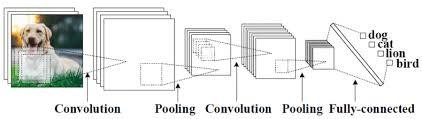 dog
cat
lion
bird
Convolution Pooling Convolution Pooling Fully-connected